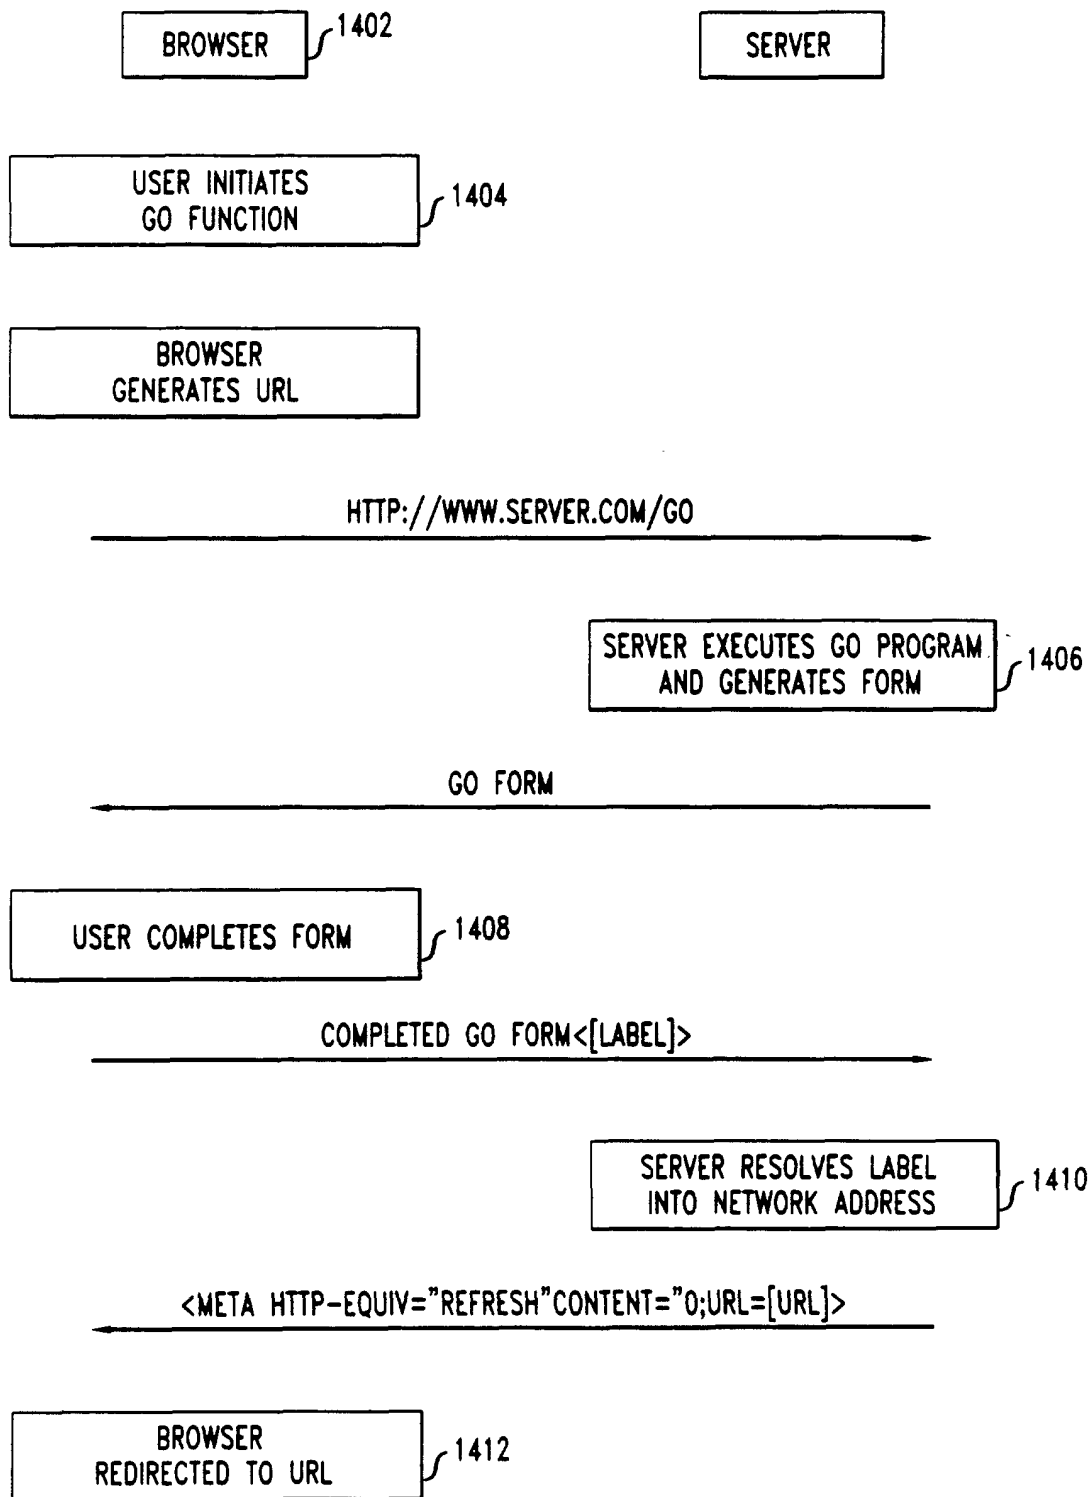 BROWSER
1402
SERVER
USER INITIATES
GO FUNCTION
1404
BROWSER
GENERATES URL
HTTP://WWW.SERVER.COM/GO
SERVER EXECUTES GO PROGRAM
AND GENERATES FORM
1406
GO FORM
USER COMPLETES FORM
1408
COMPLETED GO FORM<[LABEL]>
SERVER RESOLVES LABEL
INTO NETWORK ADDRESS
1410
<META HTTP-EQUIV="REFRESH"CONTENT="0;URL=[URL]>
BROWSER
REDIRECTED TO URL
1412